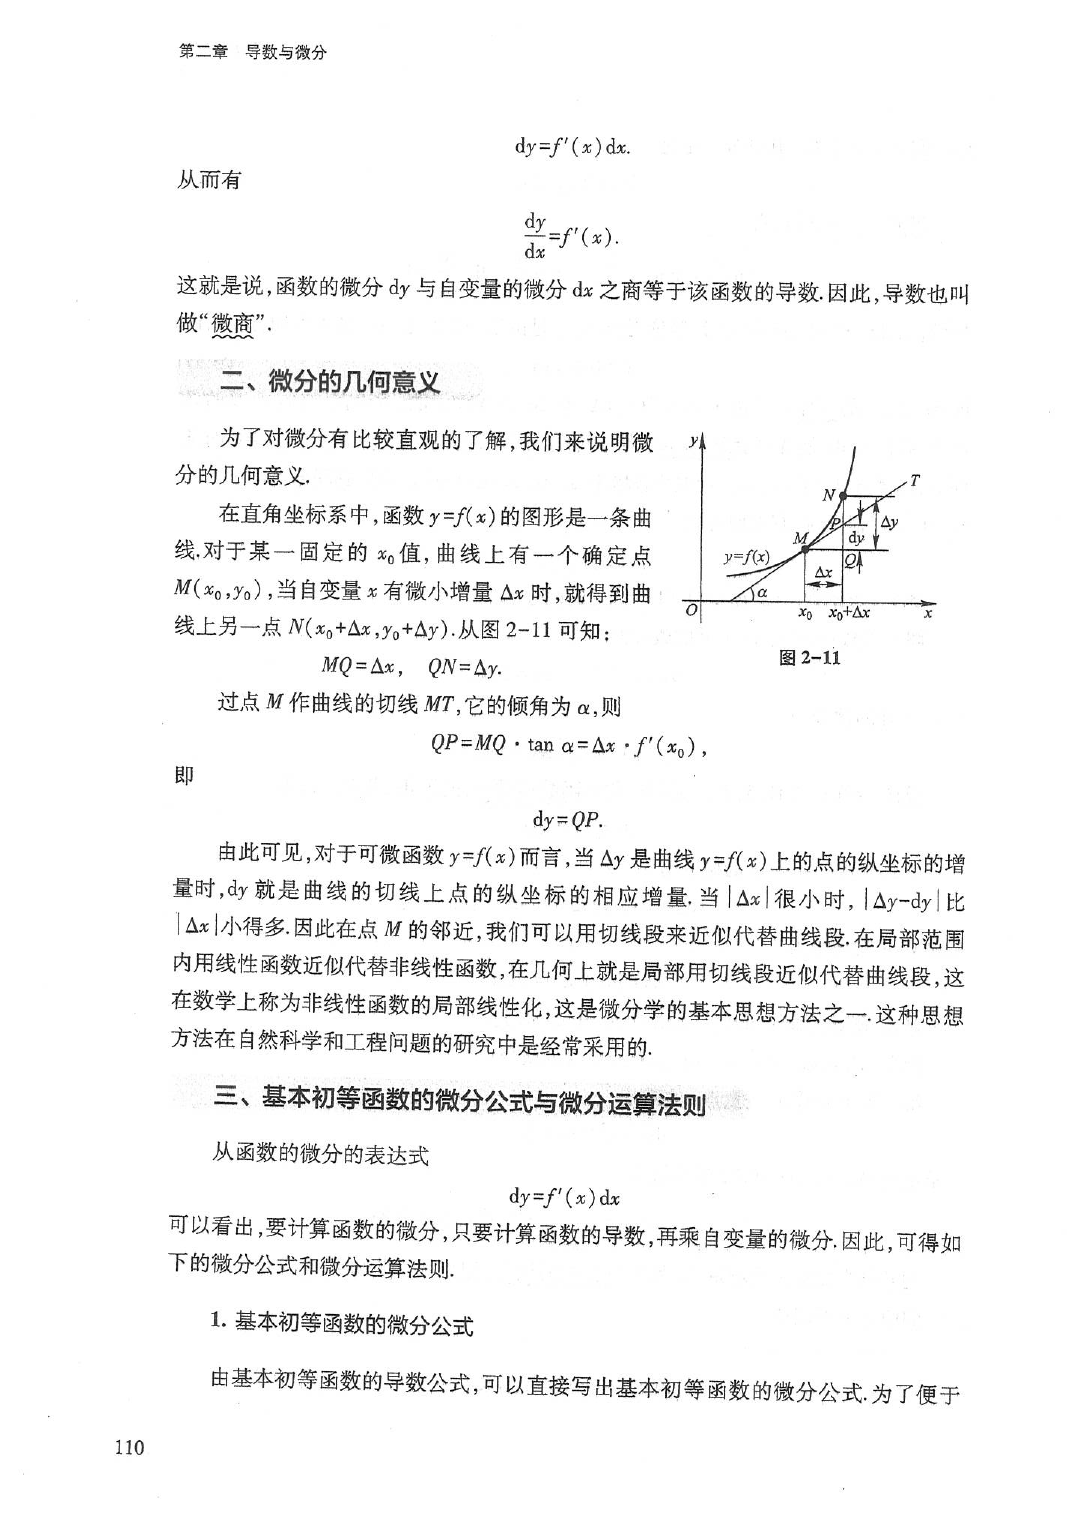 第二章 导数与微分
dy=f′(x)dx.
从而有
dy/dx=f′(x).
这就是说,函数的微分 dy 与自变量的微分 dx 之商等于该函数的导数.因此,导数也叫
做“微商”.
二、微分的几何意义
为了对微分有比较直观的了解,我们来说明微
分的几何意义.
在直角坐标系中,函数 y=f(x)的图形是一条曲
线.对于某一固定的 x₀值,曲线上有一个确定点
M(x₀,y₀),当自变量 x 有微小增量 Δx 时,就得到曲
线上另一点 N(x₀+Δx,y₀+Δy).从图 2-11 可知:
MQ=Δx, QN=Δy.
y
T
N
P
Δy
M
dy
y=f(x)
Q
Δx
α
O
x₀
x₀+Δx
x
图 2-11
过点 M 作曲线的切线 MT,它的倾角为 α,则
QP=MQ·tan α=Δx·f′(x₀),
即
dy=QP.
由此可见,对于可微函数 y=f(x)而言,当 Δy 是曲线 y=f(x)上的点的纵坐标的增
量时,dy 就是曲线的切线上点的纵坐标的相应增量.当|Δx|很小时,|Δy-dy|比
|Δx|小得多.因此在点 M 的邻近,我们可以用切线段来近似代替曲线段.在局部范围
内用线性函数近似代替非线性函数,在几何上就是局部用切线段近似代替曲线段,这
在数学上称为非线性函数的局部线性化,这是微分学的基本思想方法之一.这种思想
方法在自然科学和工程问题的研究中是经常采用的.
三、基本初等函数的微分公式与微分运算法则
从函数的微分的表达式
dy=f′(x)dx
可以看出,要计算函数的微分,只要计算函数的导数,再乘自变量的微分.因此,可得如
下的微分公式和微分运算法则.
1. 基本初等函数的微分公式
由基本初等函数的导数公式,可以直接写出基本初等函数的微分公式.为了便于
110